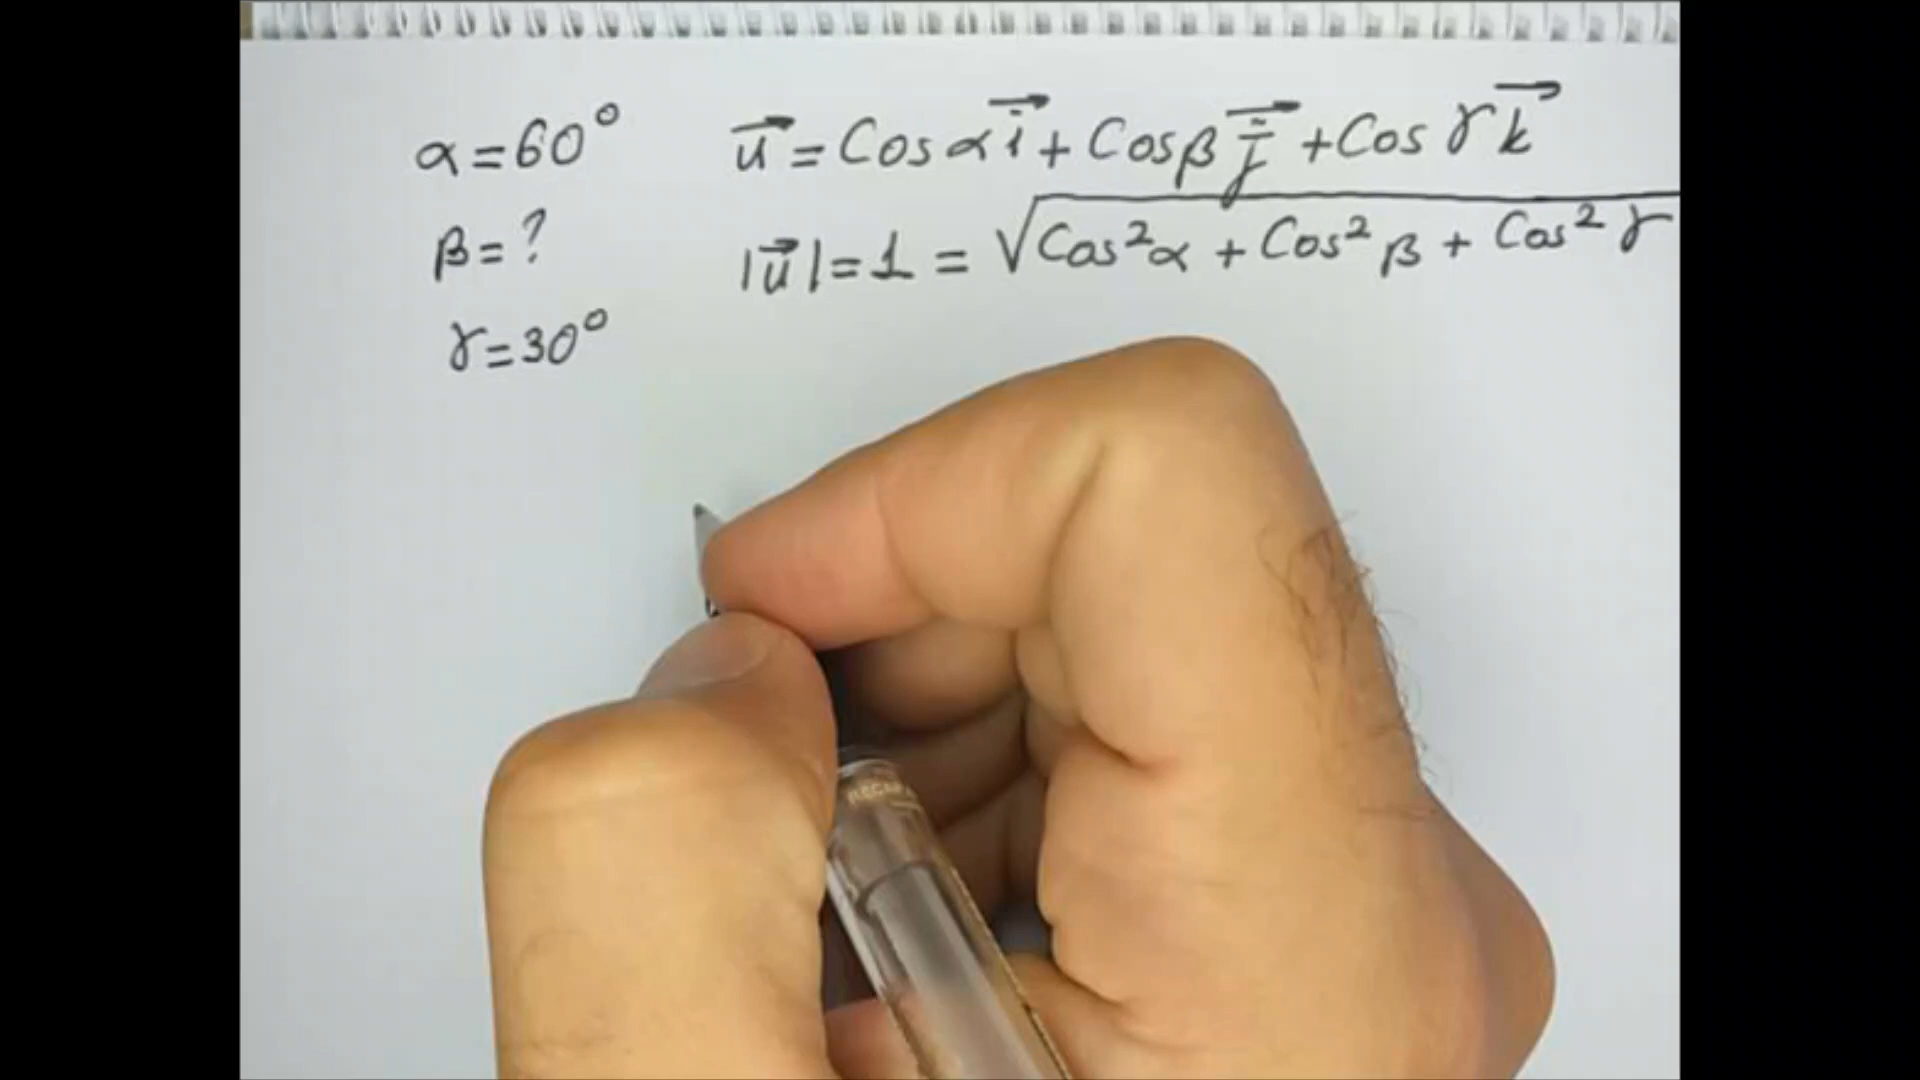 α = 60°
β = ?
γ = 30°
u⃗ = Cos α i⃗ + Cos β j⃗ + Cos γ k⃗
|u⃗| = 1 = √(Cos²α + Cos²β + Cos²γ)